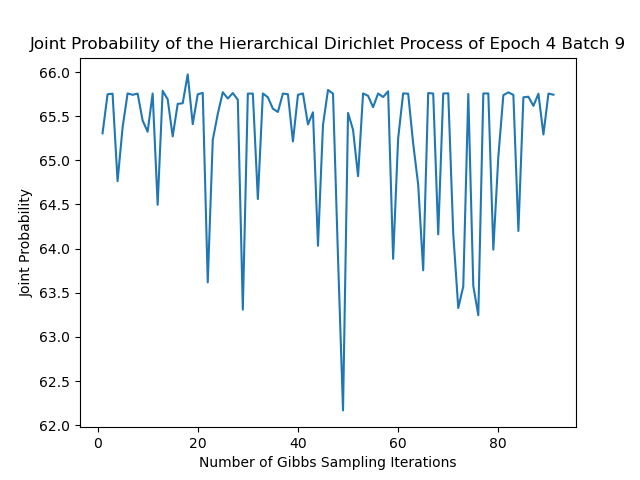 Joint Probability of the Hierarchical Dirichlet Process of Epoch 4 Batch 9
66.0
65.5
65.0
64.5
64.0
63.5
63.0
62.5
62.0
Joint Probability
0 20 40 60 80
Number of Gibbs Sampling Iterations